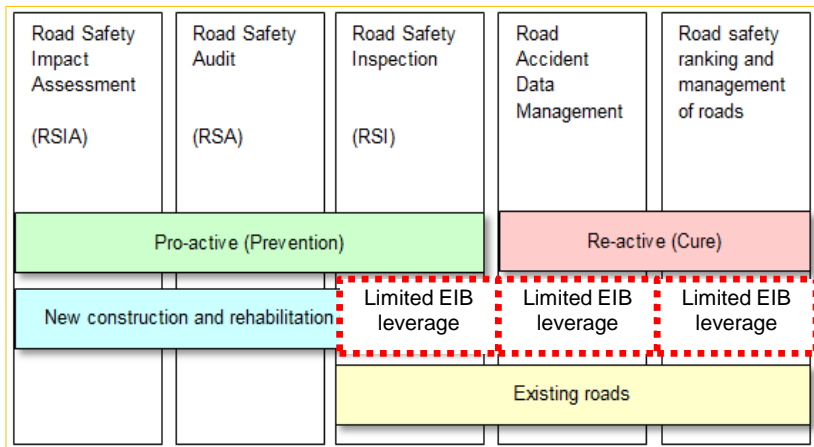 Road Safety
Impact
Assessment
(RSIA)
Road Safety
Audit
(RSA)
Road Safety
Inspection
(RSI)
Road
Accident
Data
Management
Road safety
ranking and
management
of roads
Pro-active (Prevention)
Re-active (Cure)
New construction and rehabilitation
Limited EIB
leverage
Limited EIB
leverage
Limited EIB
leverage
Existing roads